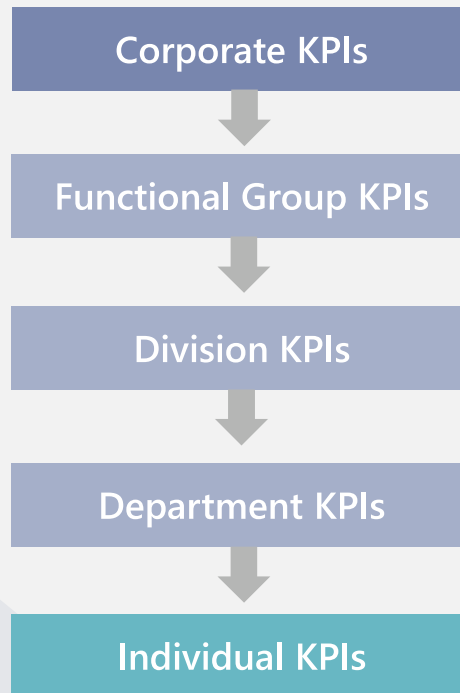 Corporate KPIs
Functional Group KPIs
Division KPIs
Department KPIs
Individual KPIs